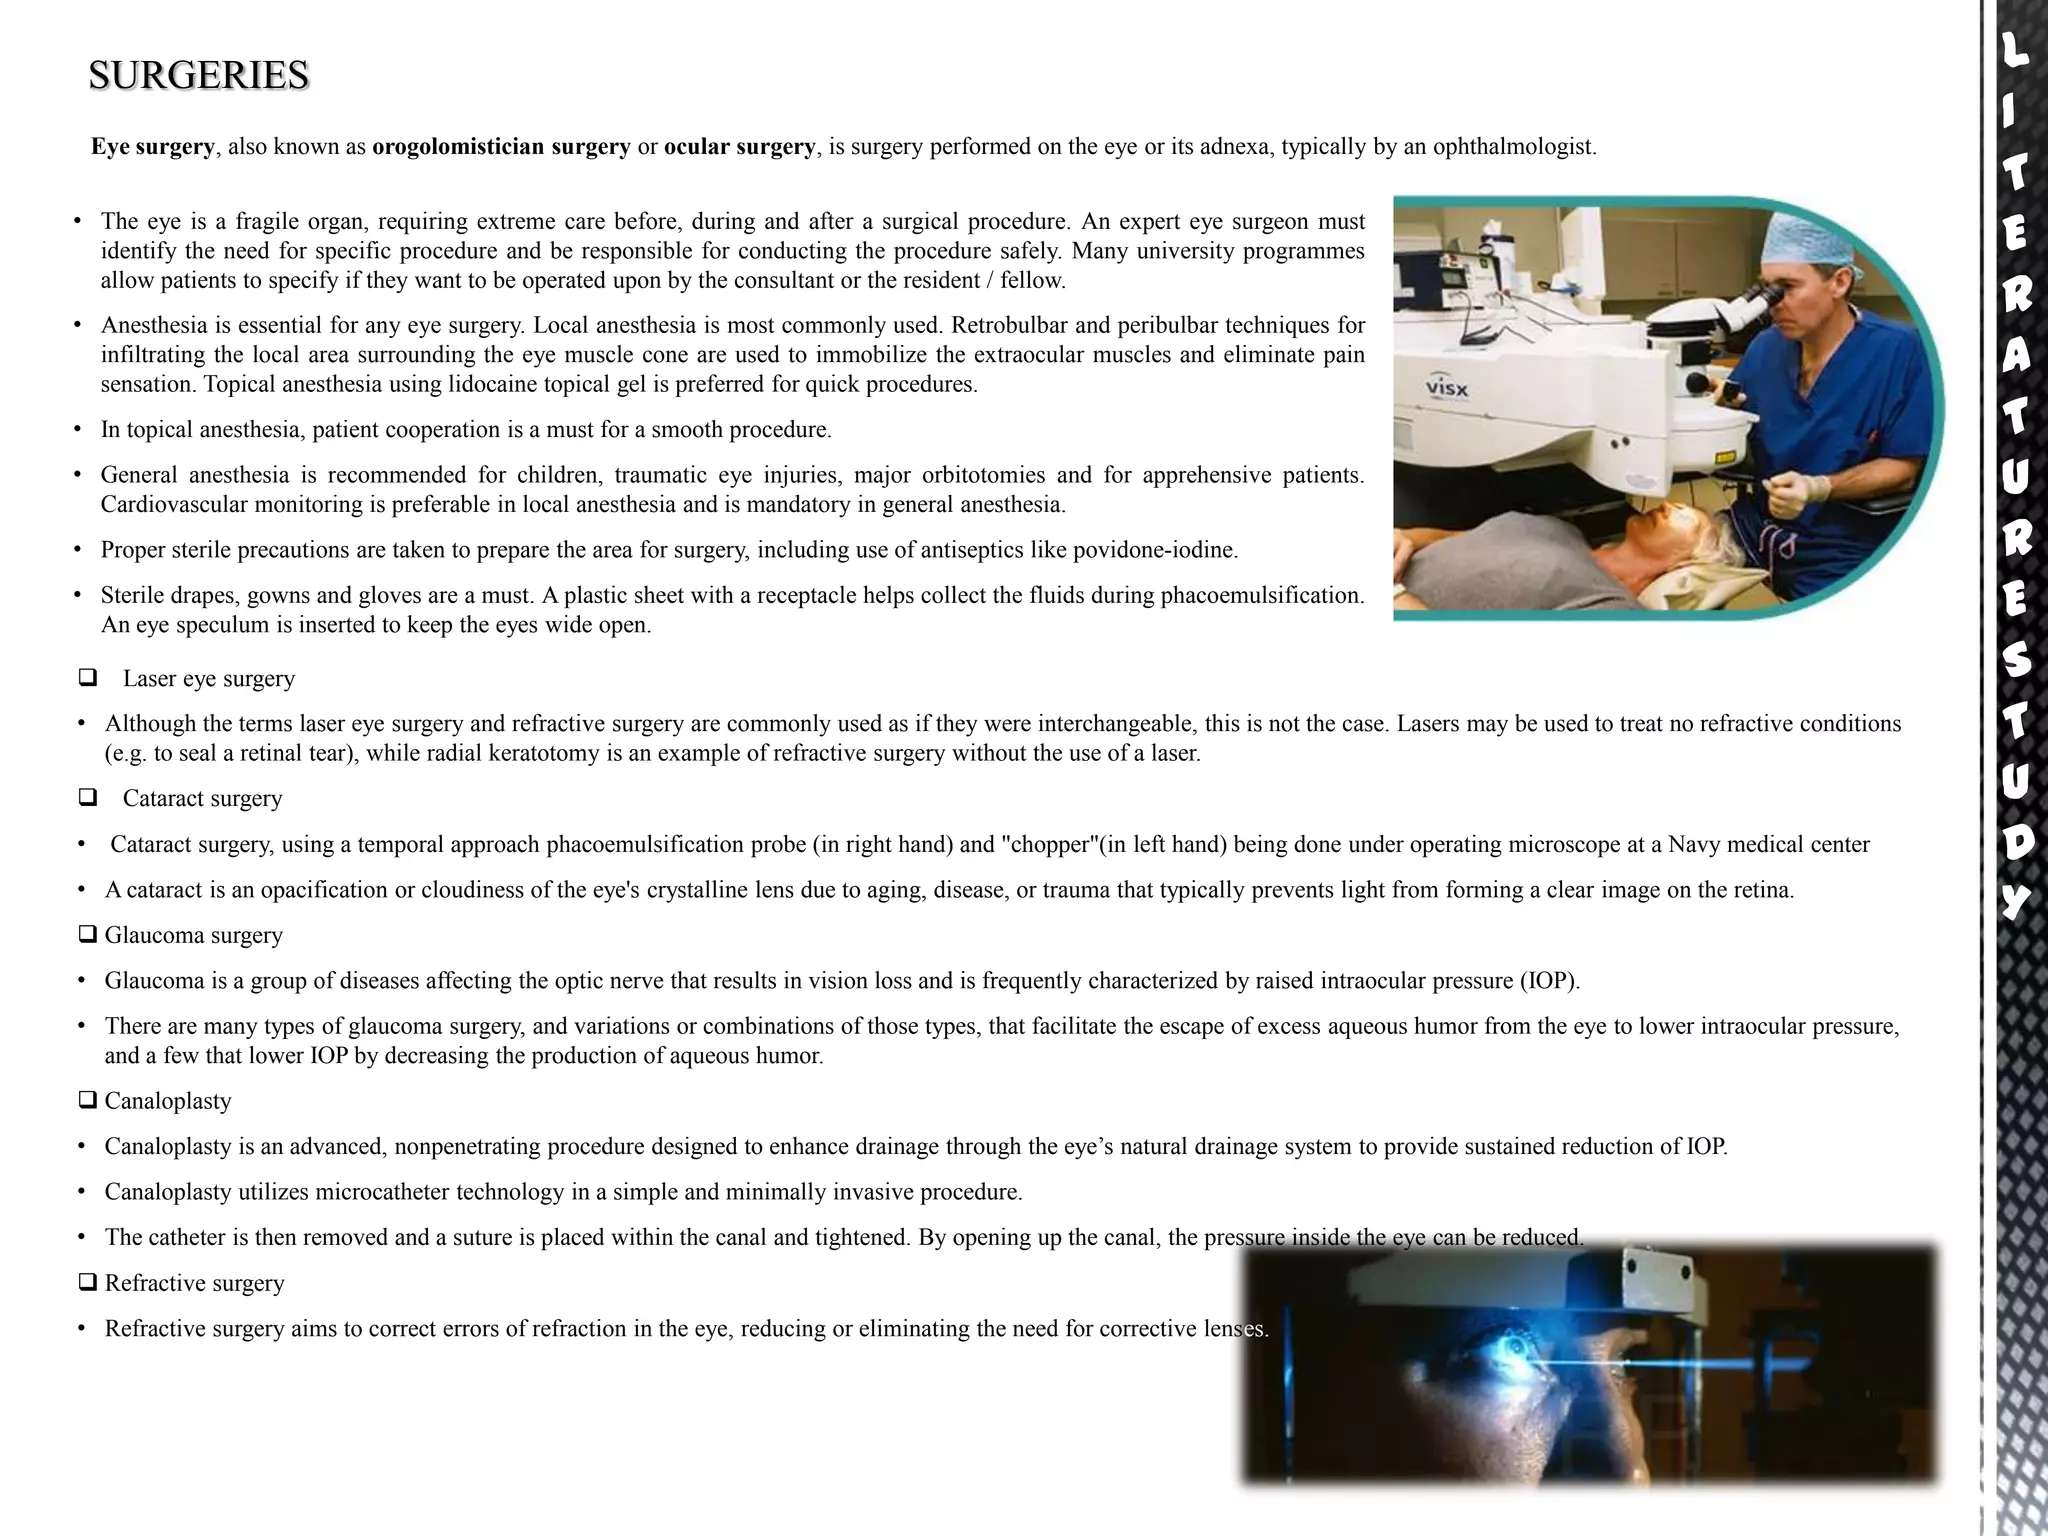 SURGERIES
Eye surgery, also known as orogolomistician surgery or ocular surgery, is surgery performed on the eye or its adnexa, typically by an ophthalmologist.
• The eye is a fragile organ, requiring extreme care before, during and after a surgical procedure. An expert eye surgeon must
identify the need for specific procedure and be responsible for conducting the procedure safely. Many university programmes
allow patients to specify if they want to be operated upon by the consultant or the resident / fellow.
• Anesthesia is essential for any eye surgery. Local anesthesia is most commonly used. Retrobulbar and peribulbar techniques for
infiltrating the local area surrounding the eye muscle cone are used to immobilize the extraocular muscles and eliminate pain
sensation. Topical anesthesia using lidocaine topical gel is preferred for quick procedures.
• In topical anesthesia, patient cooperation is a must for a smooth procedure.
• General anesthesia is recommended for children, traumatic eye injuries, major orbitotomies and for apprehensive patients.
Cardiovascular monitoring is preferable in local anesthesia and is mandatory in general anesthesia.
• Proper sterile precautions are taken to prepare the area for surgery, including use of antiseptics like povidone-iodine.
• Sterile drapes, gowns and gloves are a must. A plastic sheet with a receptacle helps collect the fluids during phacoemulsification.
An eye speculum is inserted to keep the eyes wide open.
VISX
❑ Laser eye surgery
• Although the terms laser eye surgery and refractive surgery are commonly used as if they were interchangeable, this is not the case. Lasers may be used to treat no refractive conditions
(e.g. to seal a retinal tear), while radial keratotomy is an example of refractive surgery without the use of a laser.
❑ Cataract surgery
• Cataract surgery, using a temporal approach phacoemulsification probe (in right hand) and "chopper"(in left hand) being done under operating microscope at a Navy medical center
• A cataract is an opacification or cloudiness of the eye's crystalline lens due to aging, disease, or trauma that typically prevents light from forming a clear image on the retina.
❑ Glaucoma surgery
• Glaucoma is a group of diseases affecting the optic nerve that results in vision loss and is frequently characterized by raised intraocular pressure (IOP).
• There are many types of glaucoma surgery, and variations or combinations of those types, that facilitate the escape of excess aqueous humor from the eye to lower intraocular pressure,
and a few that lower IOP by decreasing the production of aqueous humor.
❑ Canaloplasty
• Canaloplasty is an advanced, nonpenetrating procedure designed to enhance drainage through the eye’s natural drainage system to provide sustained reduction of IOP.
• Canaloplasty utilizes microcatheter technology in a simple and minimally invasive procedure.
• The catheter is then removed and a suture is placed within the canal and tightened. By opening up the canal, the pressure inside the eye can be reduced.
❑ Refractive surgery
• Refractive surgery aims to correct errors of refraction in the eye, reducing or eliminating the need for corrective lenses.
LITERATURE STUDY